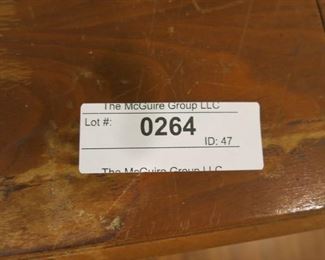 The McGuire Group LLC
Lot #: 0264
ID: 47
The McGuire Group LLC